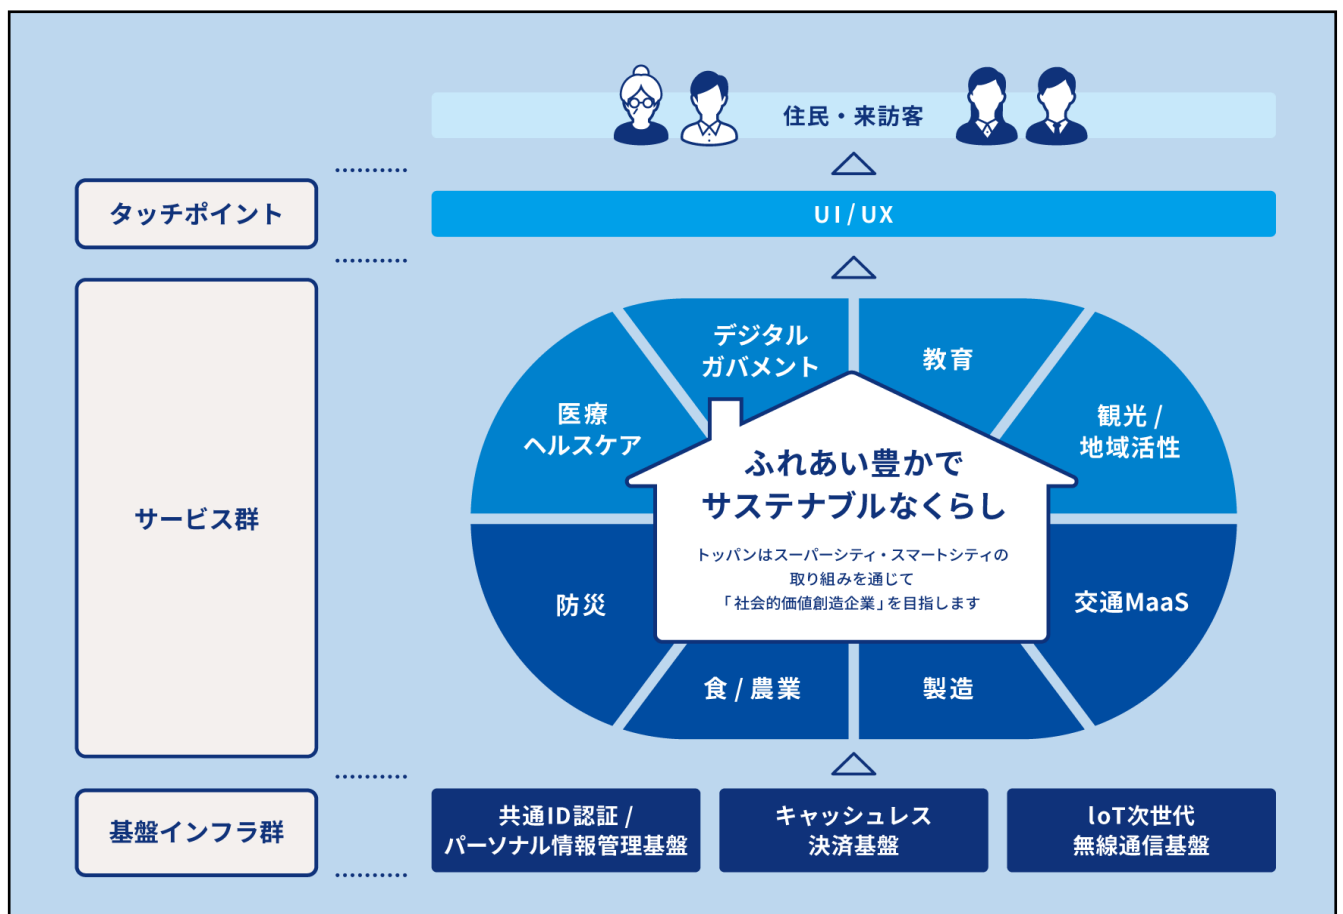 住民・来訪客
タッチポイント
UI/UX
デジタル
ガバメント
教育
医療
ヘルスケア
観光 /
地域活性
ふれあい豊かで
サステナブルなくらし
サービス群
トッパンはスーパーシティ・スマートシティの
取り組みを通じて
「社会的価値創造企業」を目指します
防災
交通MaaS
食 / 農業
製造
基盤インフラ群
共通ID認証 /
パーソナル情報管理基盤
キャッシュレス
決済基盤
IoT次世代
無線通信基盤